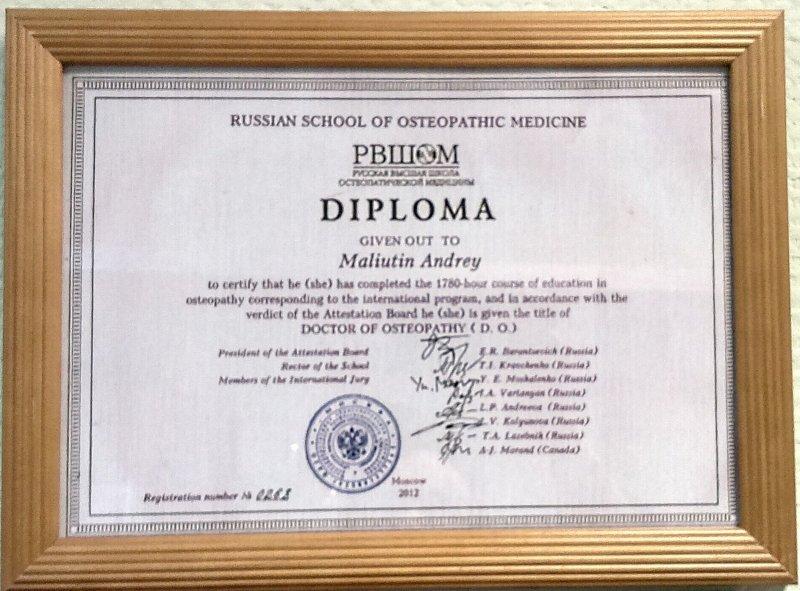 RUSSIAN SCHOOL OF OSTEOPATHIC MEDICINE
РВШОМ
РУССКАЯ ВЫСШАЯ ШКОЛА
ОСТЕОПАТИЧЕСКОЙ МЕДИЦИНЫ
DIPLOMA
GIVEN OUT TO
Maliutin Andrey
to certify that he (she) has completed the 1780-hour course of education in
osteopathy corresponding to the international program, and in accordance with the
verdict of the Attestation Board he (she) is given the title of
DOCTOR OF OSTEOPATHY ( D. O.)
President of the Attestation Board E.R. Barantsevich (Russia)
Rector of the School T.I. Kravchenko (Russia)
Members of the International Jury Y. E. Moskalenko (Russia)
I.A. Vartanyan (Russia)
L.P. Andreeva (Russia)
V. Kolyanova (Russia)
T.A. Lazebnik (Russia)
A-J. Morand (Canada)
Moscow
2012
Registration number №